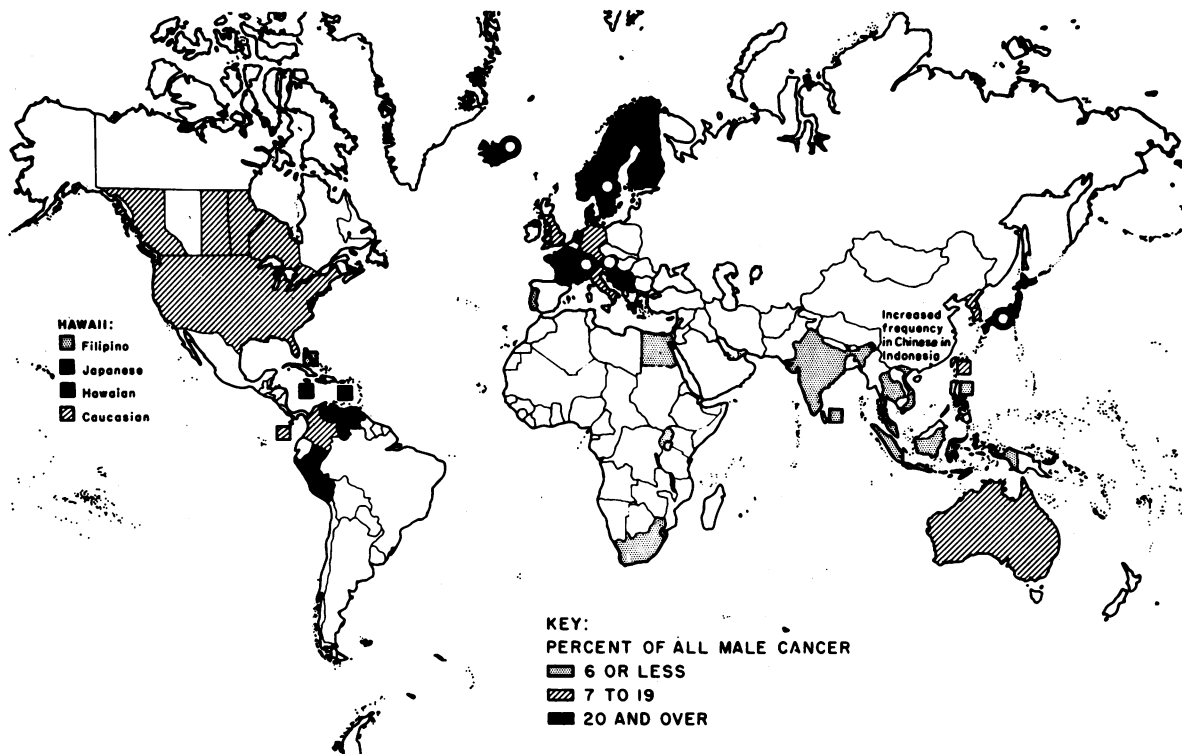 Increased
frequency
in Chinese in
Indonesia
HAWAII:
Filipino
Japanese
Hawaiian
Caucasian
KEY:
PERCENT OF ALL MALE CANCER
6 OR LESS
7 TO 19
20 AND OVER